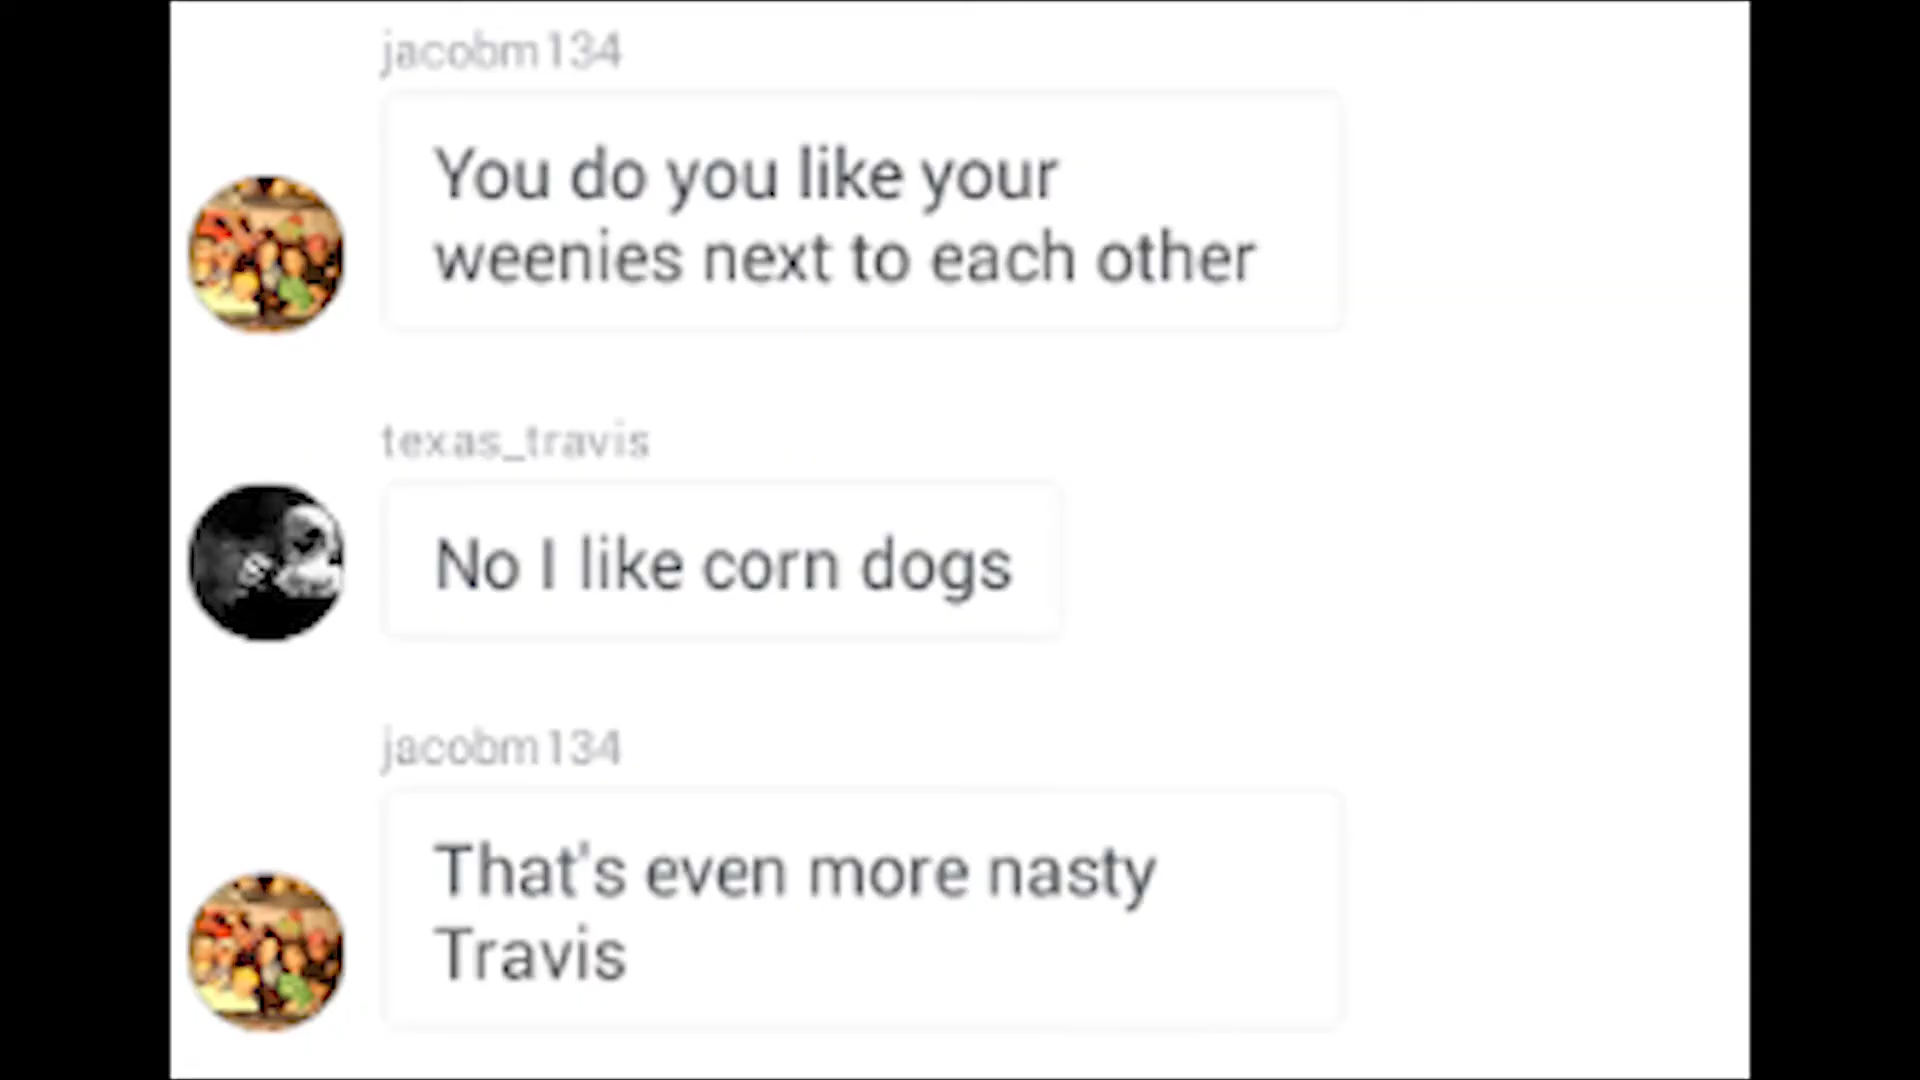 jacobm134
You do you like your
weenies next to each other
texas_travis
No I like corn dogs
jacobm134
That's even more nasty
Travis